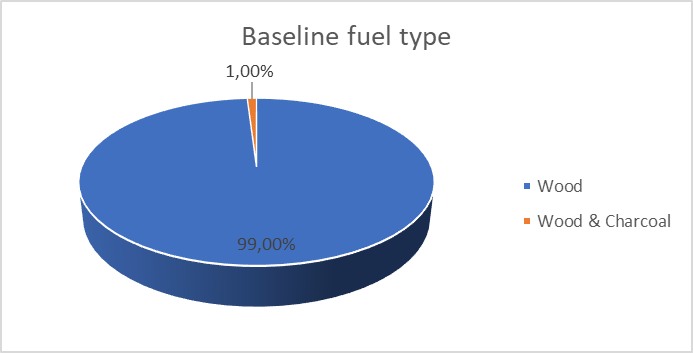 Baseline fuel type
1,00%
99,00%
Wood
Wood & Charcoal